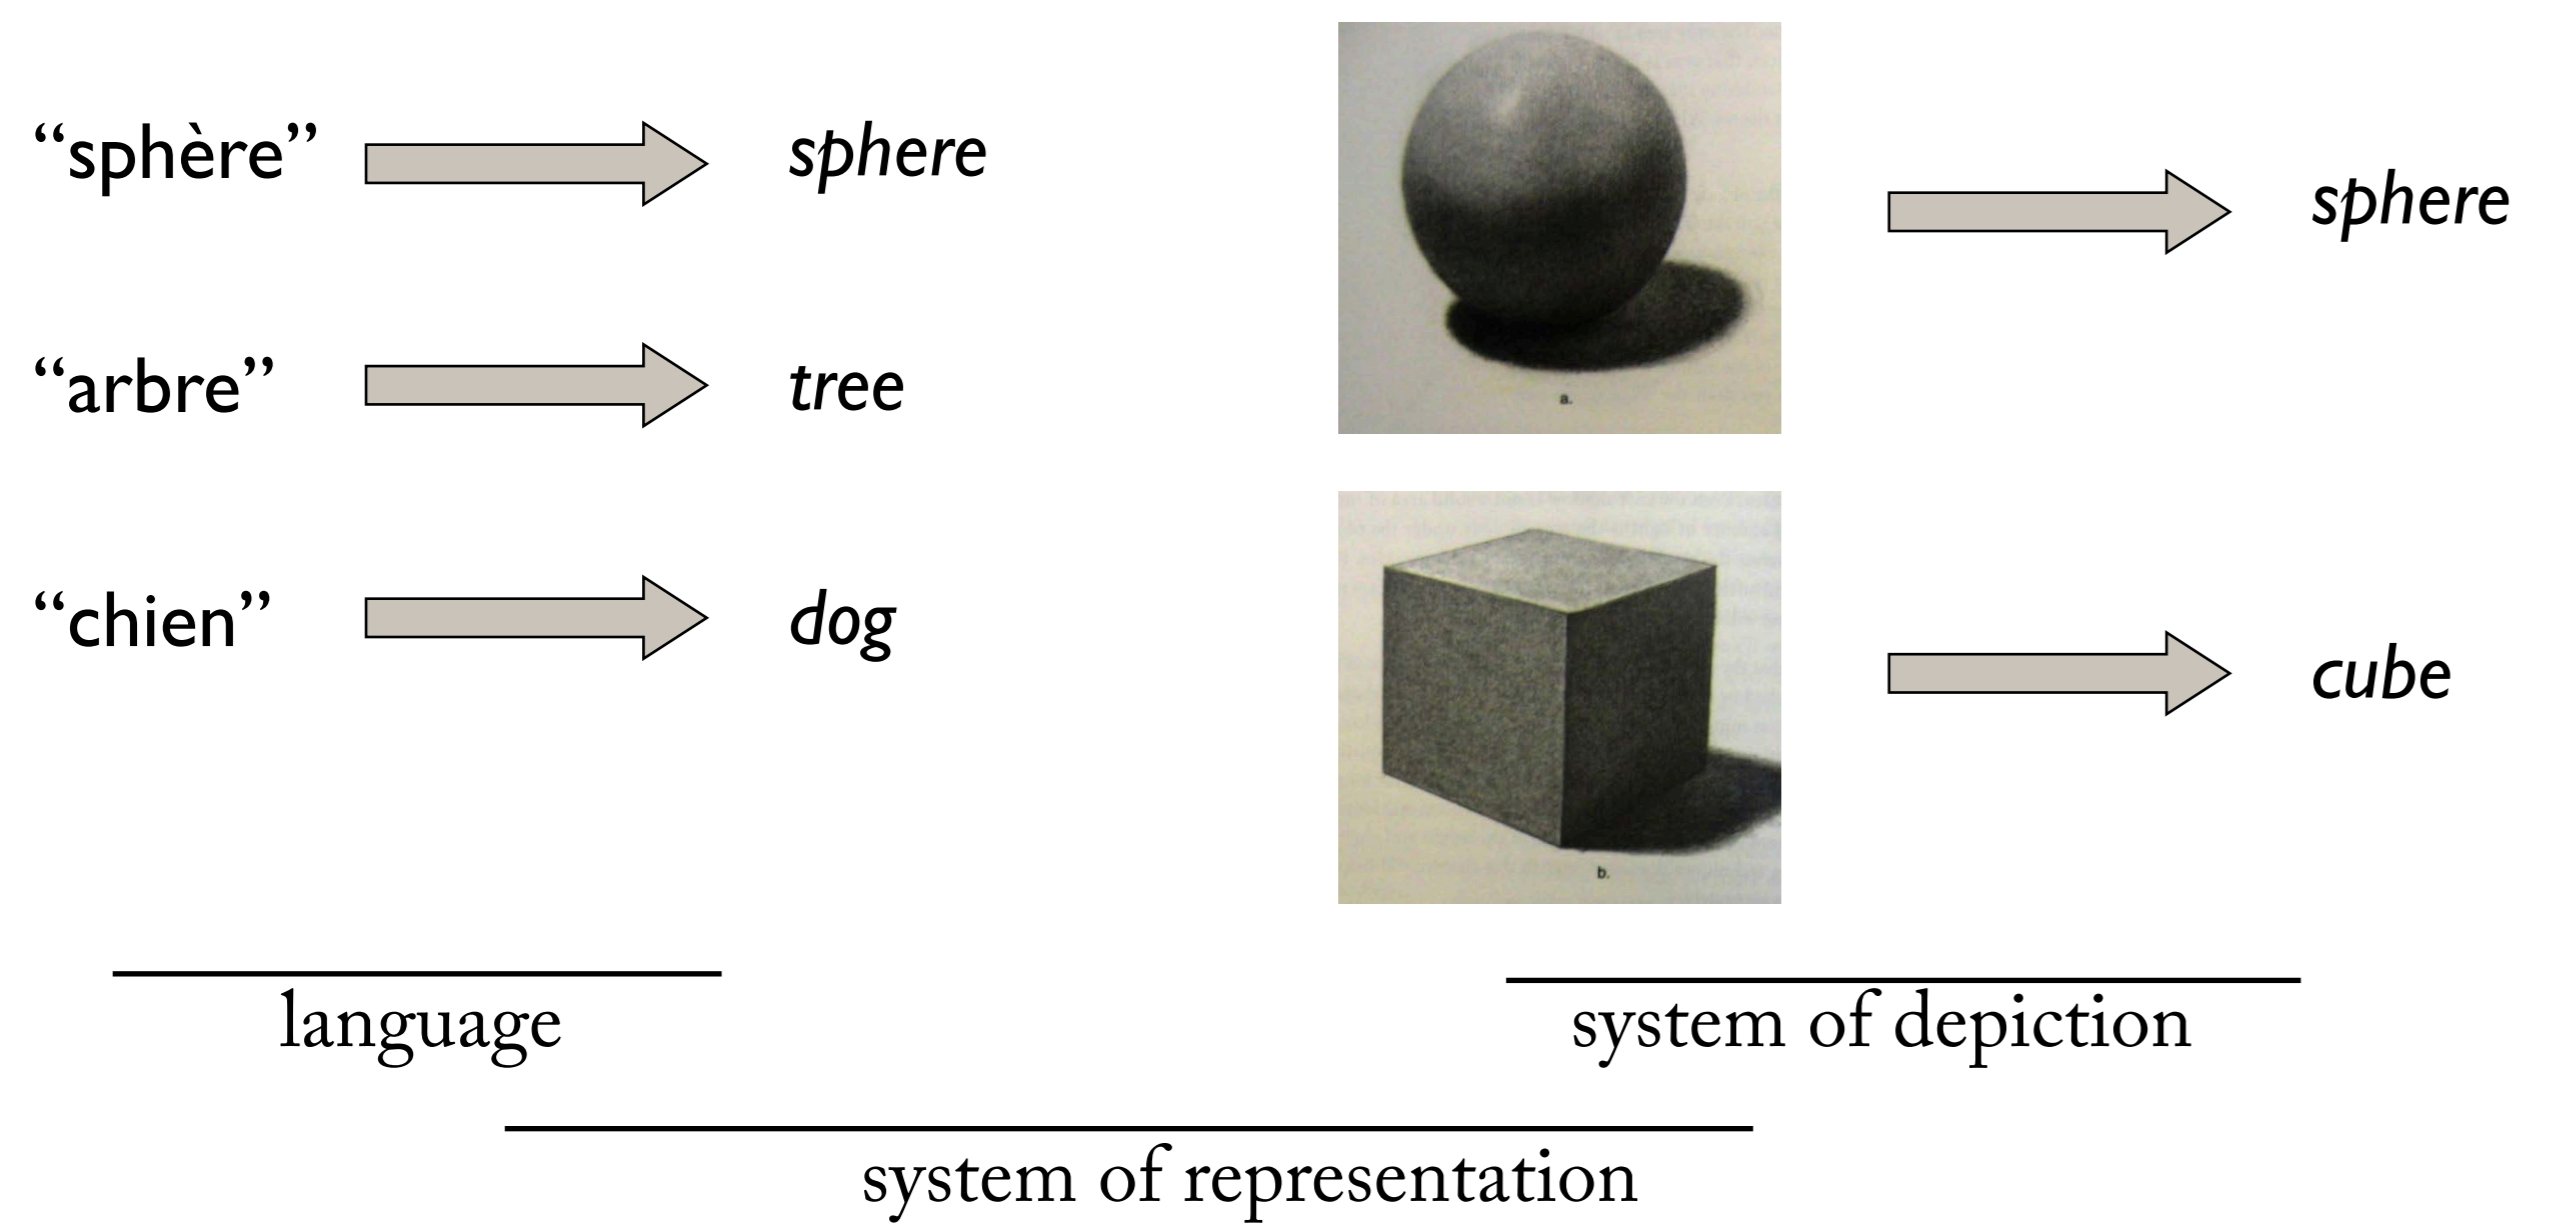 “sphère” sphere
“arbre” tree
“chien” dog
sphere
a.
cube
b.
language
system of depiction
system of representation